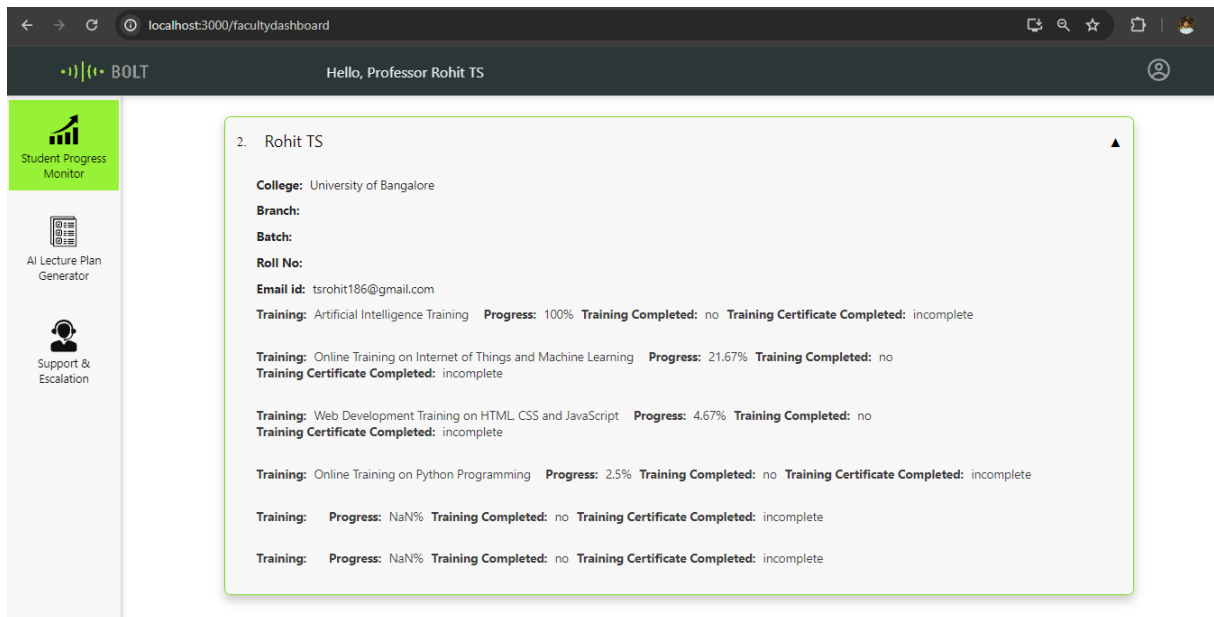 localhost:3000/facultydashboard
BOLT
Hello, Professor Rohit TS
Student Progress
Monitor
AI Lecture Plan
Generator
Support &
Escalation
2. Rohit TS ▲
College: University of Bangalore
Branch:
Batch:
Roll No:
Email id: tsrohit186@gmail.com
Training: Artificial Intelligence Training Progress: 100% Training Completed: no Training Certificate Completed: incomplete
Training: Online Training on Internet of Things and Machine Learning Progress: 21.67% Training Completed: no
Training Certificate Completed: incomplete
Training: Web Development Training on HTML, CSS and JavaScript Progress: 4.67% Training Completed: no
Training Certificate Completed: incomplete
Training: Online Training on Python Programming Progress: 2.5% Training Completed: no Training Certificate Completed: incomplete
Training: Progress: NaN% Training Completed: no Training Certificate Completed: incomplete
Training: Progress: NaN% Training Completed: no Training Certificate Completed: incomplete